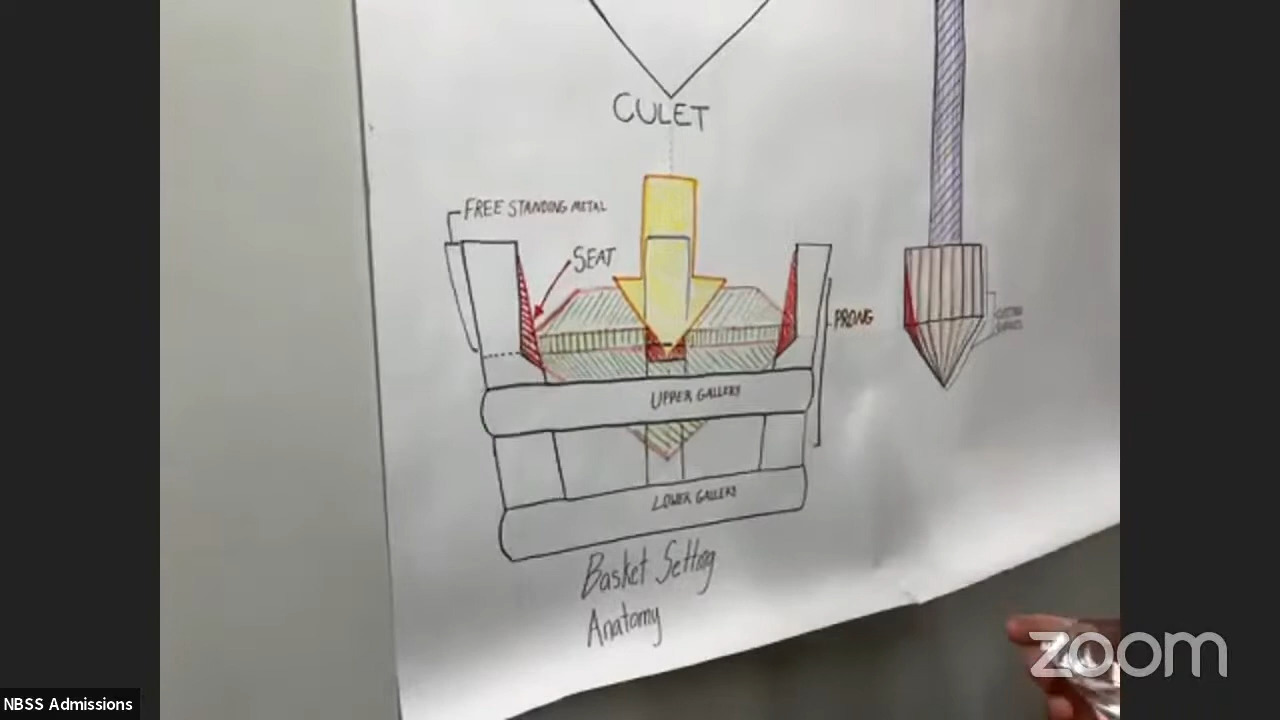 CULET
FREE STANDING METAL
SEAT
PRONG
UPPER GALLERY
LOWER GALLERY
Basket Setting
Anatomy
zoom
NBSS Admissions